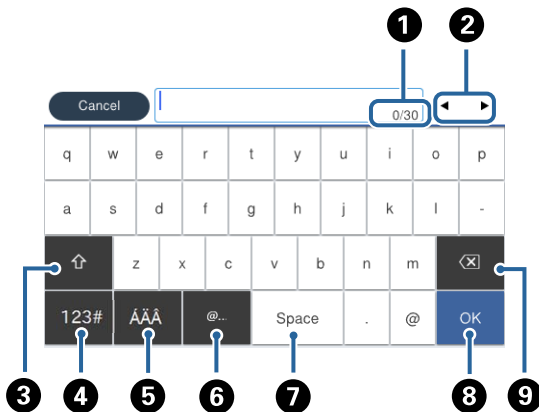 1 2
Cancel 0/30 ◄ ►
q w e r t y u i o p
a s d f g h j k l -
z x c v b n m
123# ÁÄÂ @... Space . @ OK
3 4 5 6 7 8 9